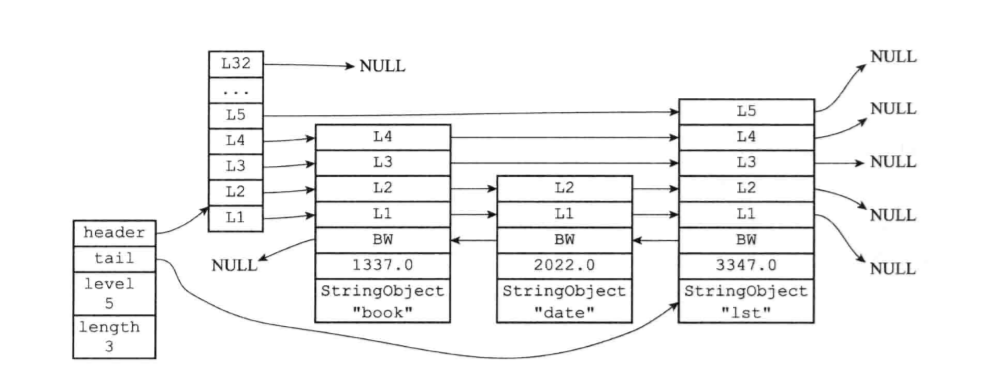 L32
NULL
...
L5
L4
L3
L2
L1
header
tail
level
5
length
3
NULL
L4
L3
L2
L1
BW
1337.0
StringObject
"book"
L2
L1
BW
2022.0
StringObject
"date"
L5
L4
L3
L2
L1
BW
3347.0
StringObject
"lst"
NULL
NULL
NULL
NULL
NULL